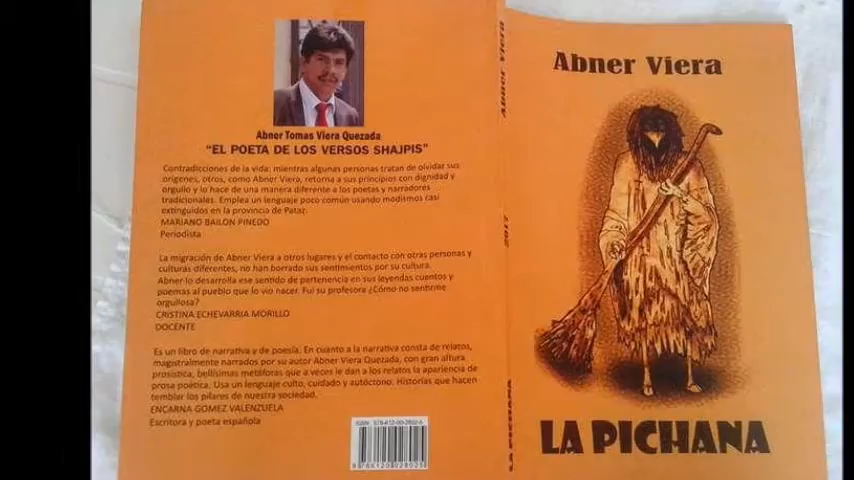 Abner Tomas Viera Quezada
"EL POETA DE LOS VERSOS SHAJPIS"
Contradicciones de la vida: mientras algunas personas tratan de olvidar sus
orígenes, otros, como Abner Viera, retorna a sus principios con dignidad y
orgullo y lo hace de una manera diferente a los poetas y narradores
tradicionales. Emplea un lenguaje poco común usando modismos casi
extinguidos en la provincia de Pataz.
MARIANO BAILON PINEDO
Periodista
La migración de Abner Viera a otros lugares y el contacto con otras personas y
culturas diferentes, no han borrado sus sentimientos por su cultura.
Abner lo desarrolla ese sentido de pertenencia en sus leyendas cuentos y
poemas al pueblo que lo vio nacer. Fui su profesora ¿Cómo no sentirme
orgullosa?
CRISTINA ECHEVARRIA MORILLO
DOCENTE
Es un libro de narrativa y de poesía. En cuanto a la narrativa consta de relatos,
magistralmente narrados por su autor Abner Viera Quezada, con gran altura
prosística, bellísimas metáforas que a veces le dan a los relatos la apariencia de
prosa poética. Usa un lenguaje culto, cuidado y autóctono. Historias que hacen
temblar los pilares de nuestra sociedad.
ENCARNA GOMEZ VALENZUELA
Escritora y poeta española
ISBN
Abner Viera
2017
LA PICHANA
Abner Viera
LA PICHANA